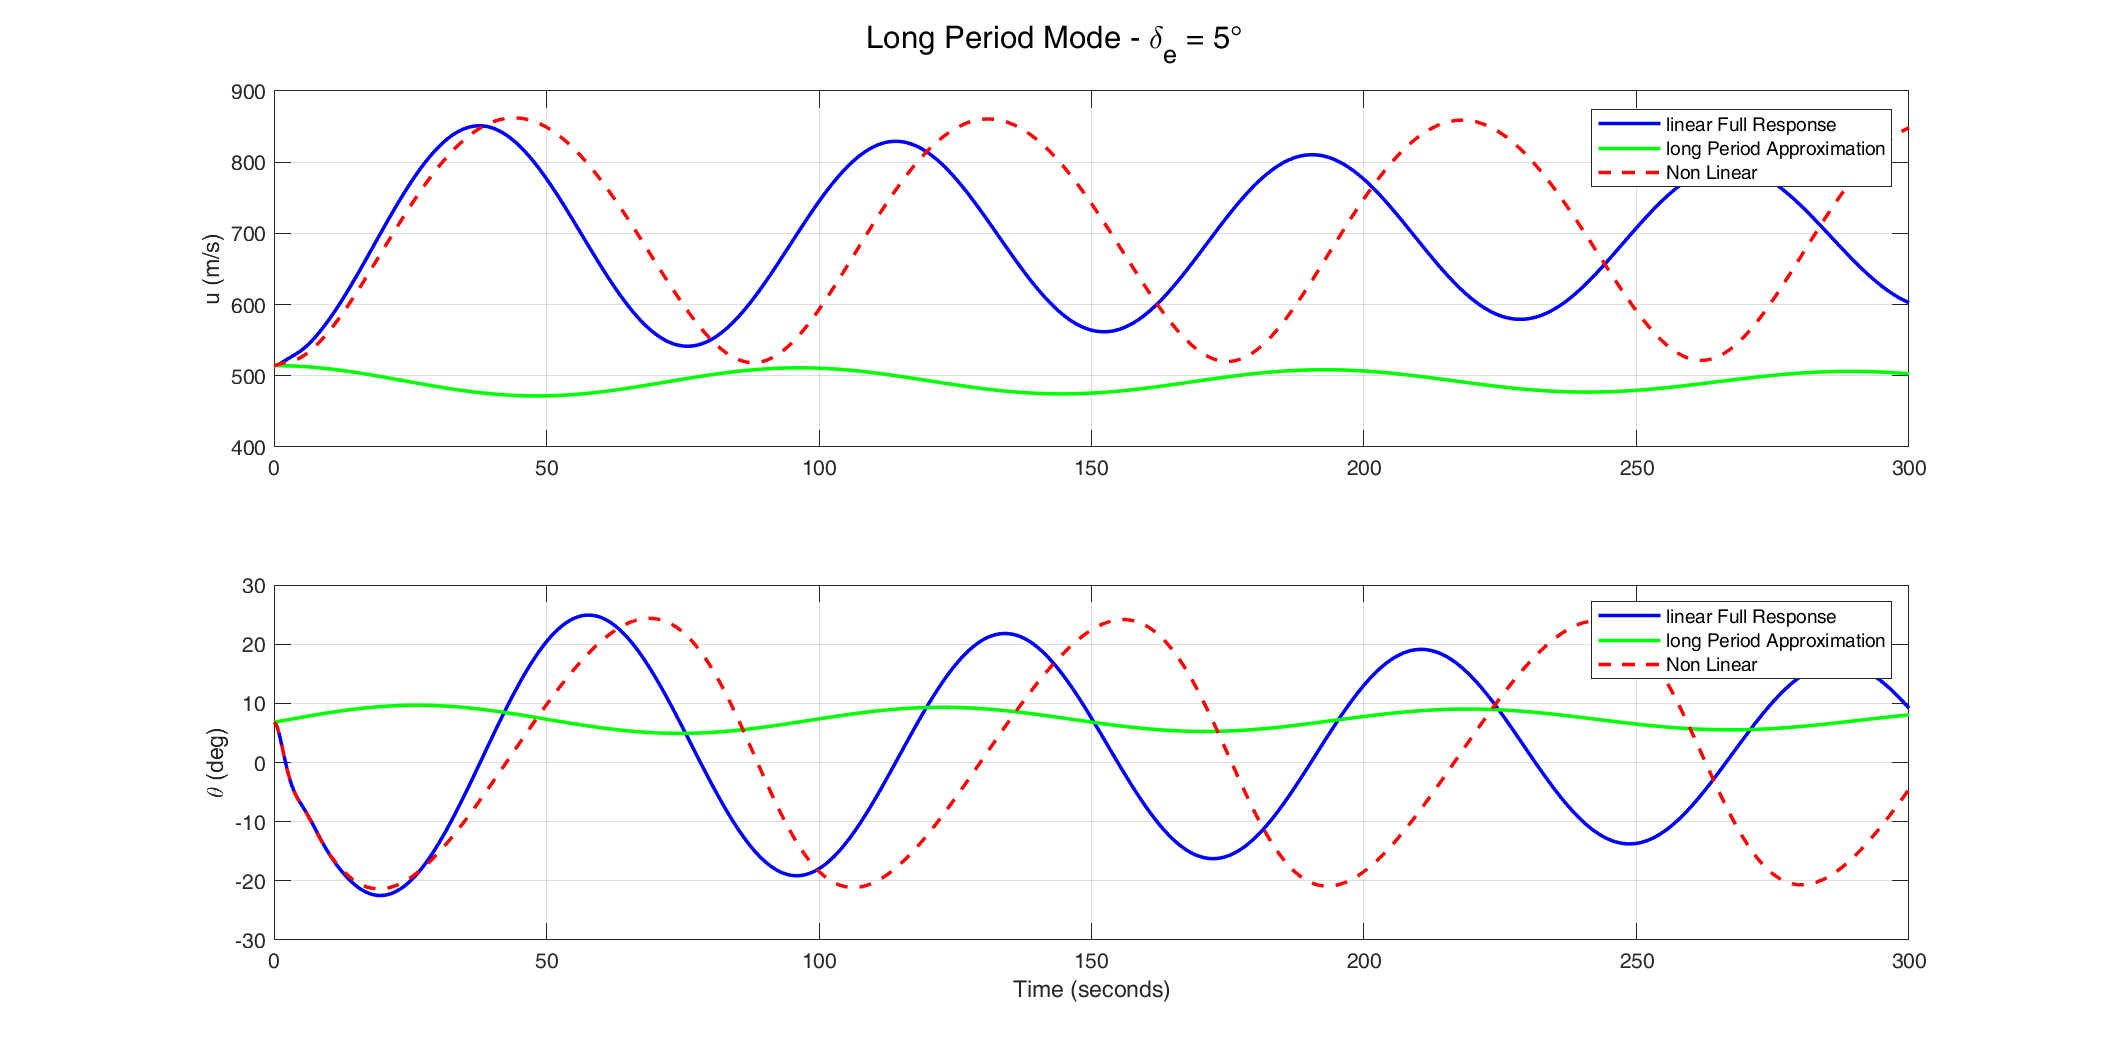 Long Period Mode - δe = 5°
900
800
700
600
500
400
u (m/s)
0 50 100 150 200 250 300
linear Full Response
long Period Approximation
Non Linear
30
20
10
0
-10
-20
-30
θ (deg)
0 50 100 150 200 250 300
Time (seconds)
linear Full Response
long Period Approximation
Non Linear